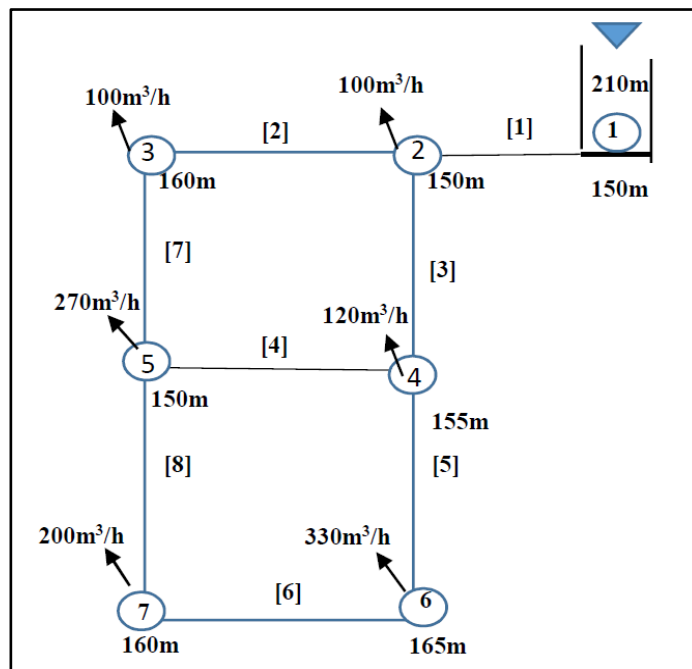 100m³/h
100m³/h
210m
[2]
[1]
1
3
2
160m
150m
150m
[7]
[3]
270m³/h
120m³/h
[4]
5
4
150m
155m
[8]
[5]
200m³/h
330m³/h
[6]
7
6
160m
165m